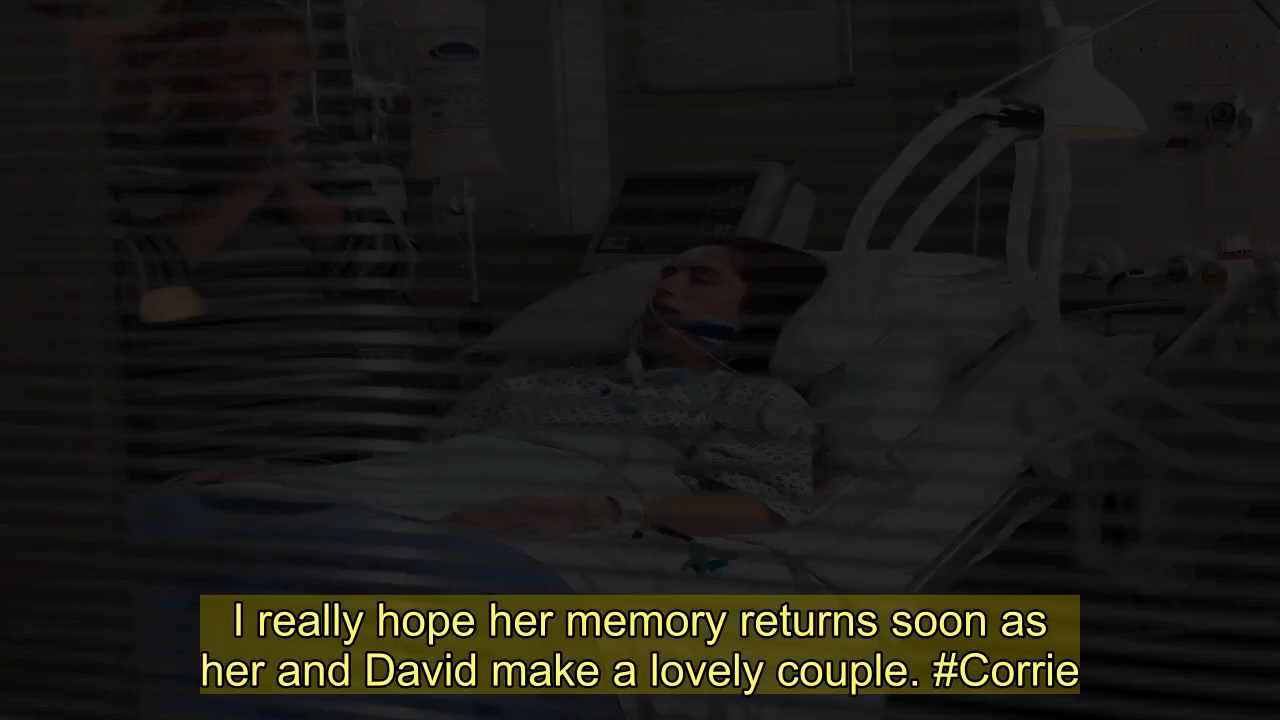 I really hope her memory returns soon as
her and David make a lovely couple. #Corrie